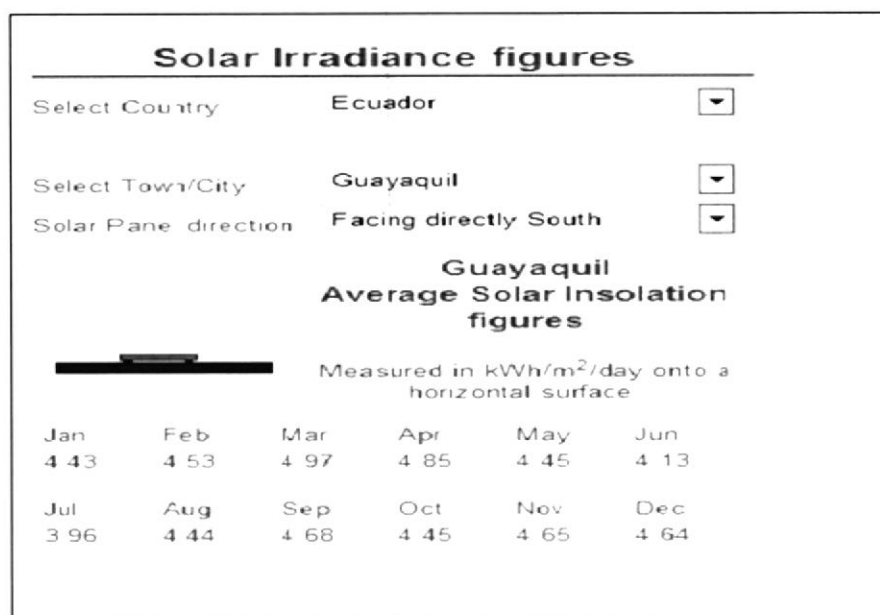 Solar Irradiance figures
Select Country Ecuador
Select Town/City Guayaquil
Solar Pane direction Facing directly South
Guayaquil
Average Solar Insolation
figures
Measured in kWh/m²/day onto a
horizontal surface
Jan Feb Mar Apr May Jun
4 43 4 53 4 97 4 85 4 45 4 13
Jul Aug Sep Oct Nov Dec
3 96 4 44 4 68 4 45 4 65 4 64